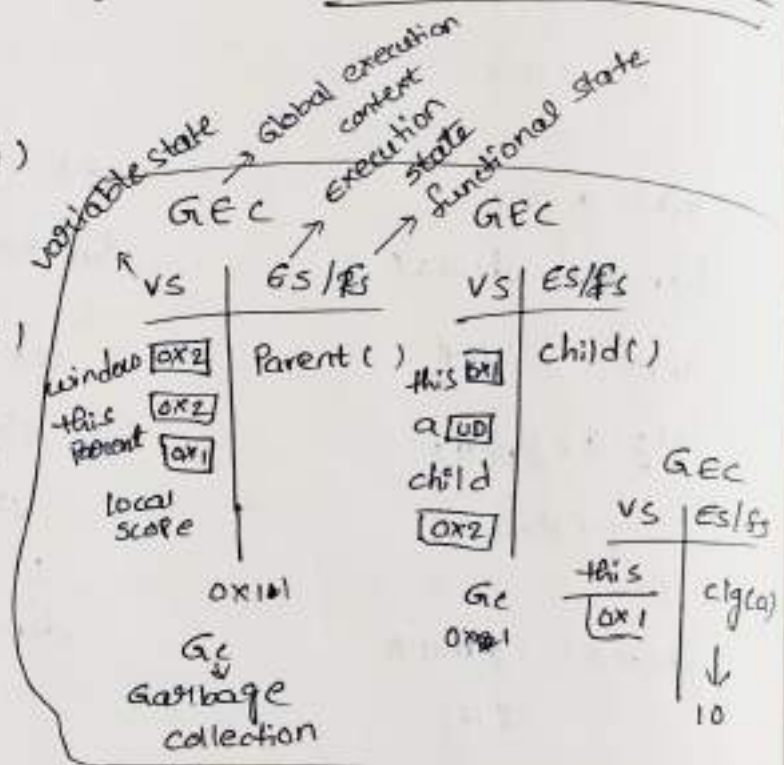 )
)
variable state
Global execution
context
execution
state
functional state
GEC
VS ES/fs
window 0x2
this 0x2
Parent 0x1
local
scope
Parent ( )
GC
Garbage
collection
GEC
VS ES/fs
this 0x1
a UD
child
0x2
child( )
GC
GEC
VS ES/fs
this
0x1
clg(a)
10